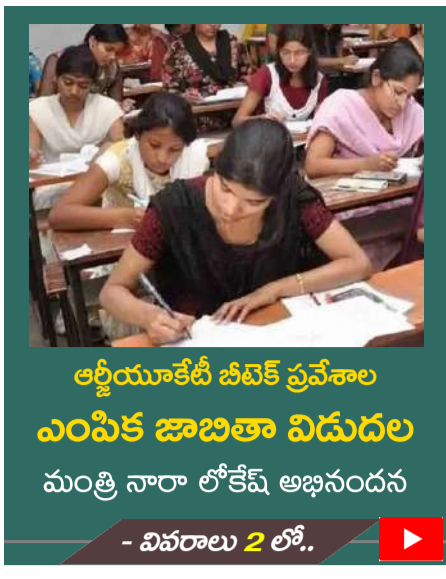 ఆర్జీయూకేటీ బీటెక్ ప్రవేశాల
ఎంపిక జాబితా విడుదల
మంత్రి నారా లోకేష్ అభినందన
- వివరాలు 2 లో..